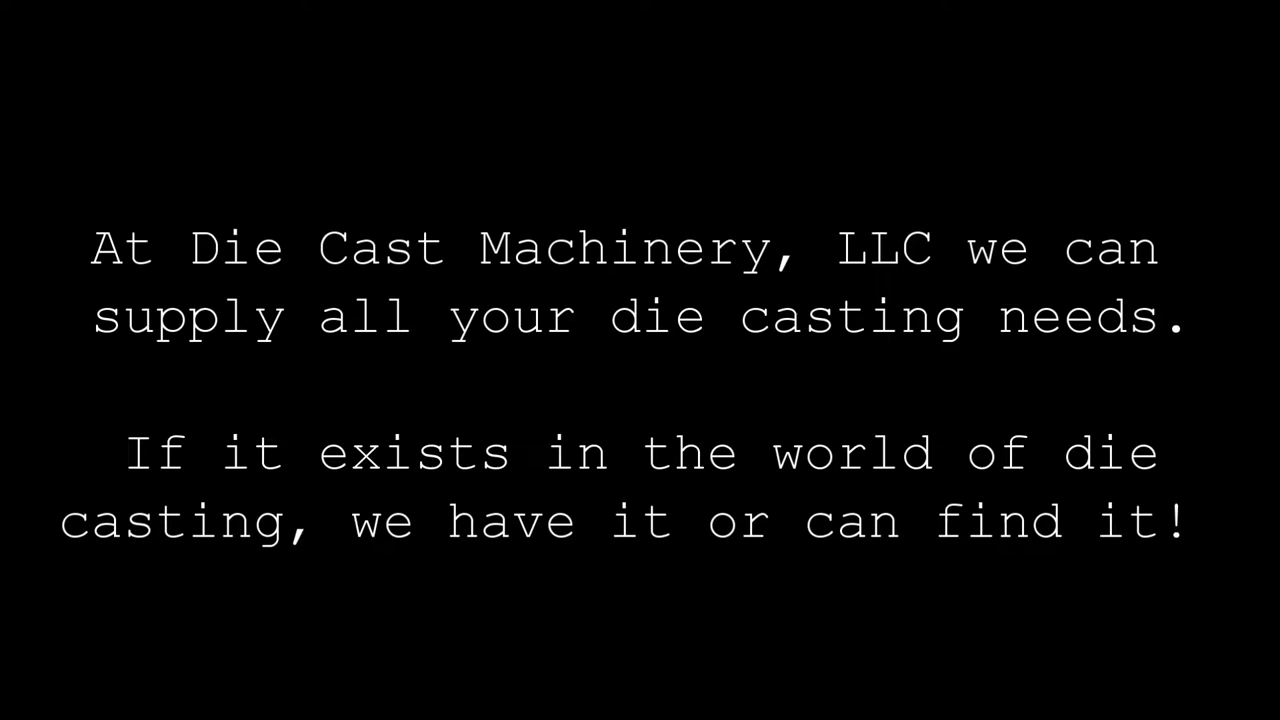 At Die Cast Machinery, LLC we can
supply all your die casting needs.
If it exists in the world of die
casting, we have it or can find it!